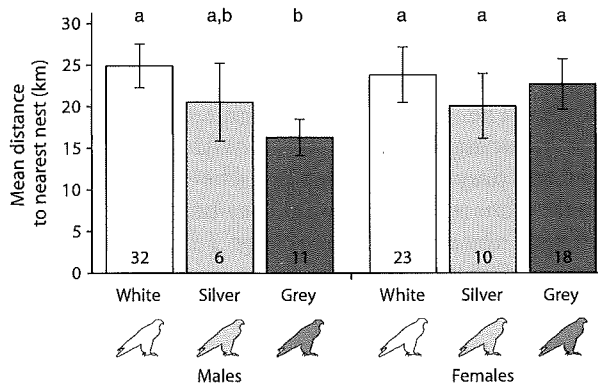 a a,b b a a a
Mean distance
to nearest nest (km)
30
25
20
15
10
5
0
32 6 11 23 10 18
White Silver Grey White Silver Grey
Males Females